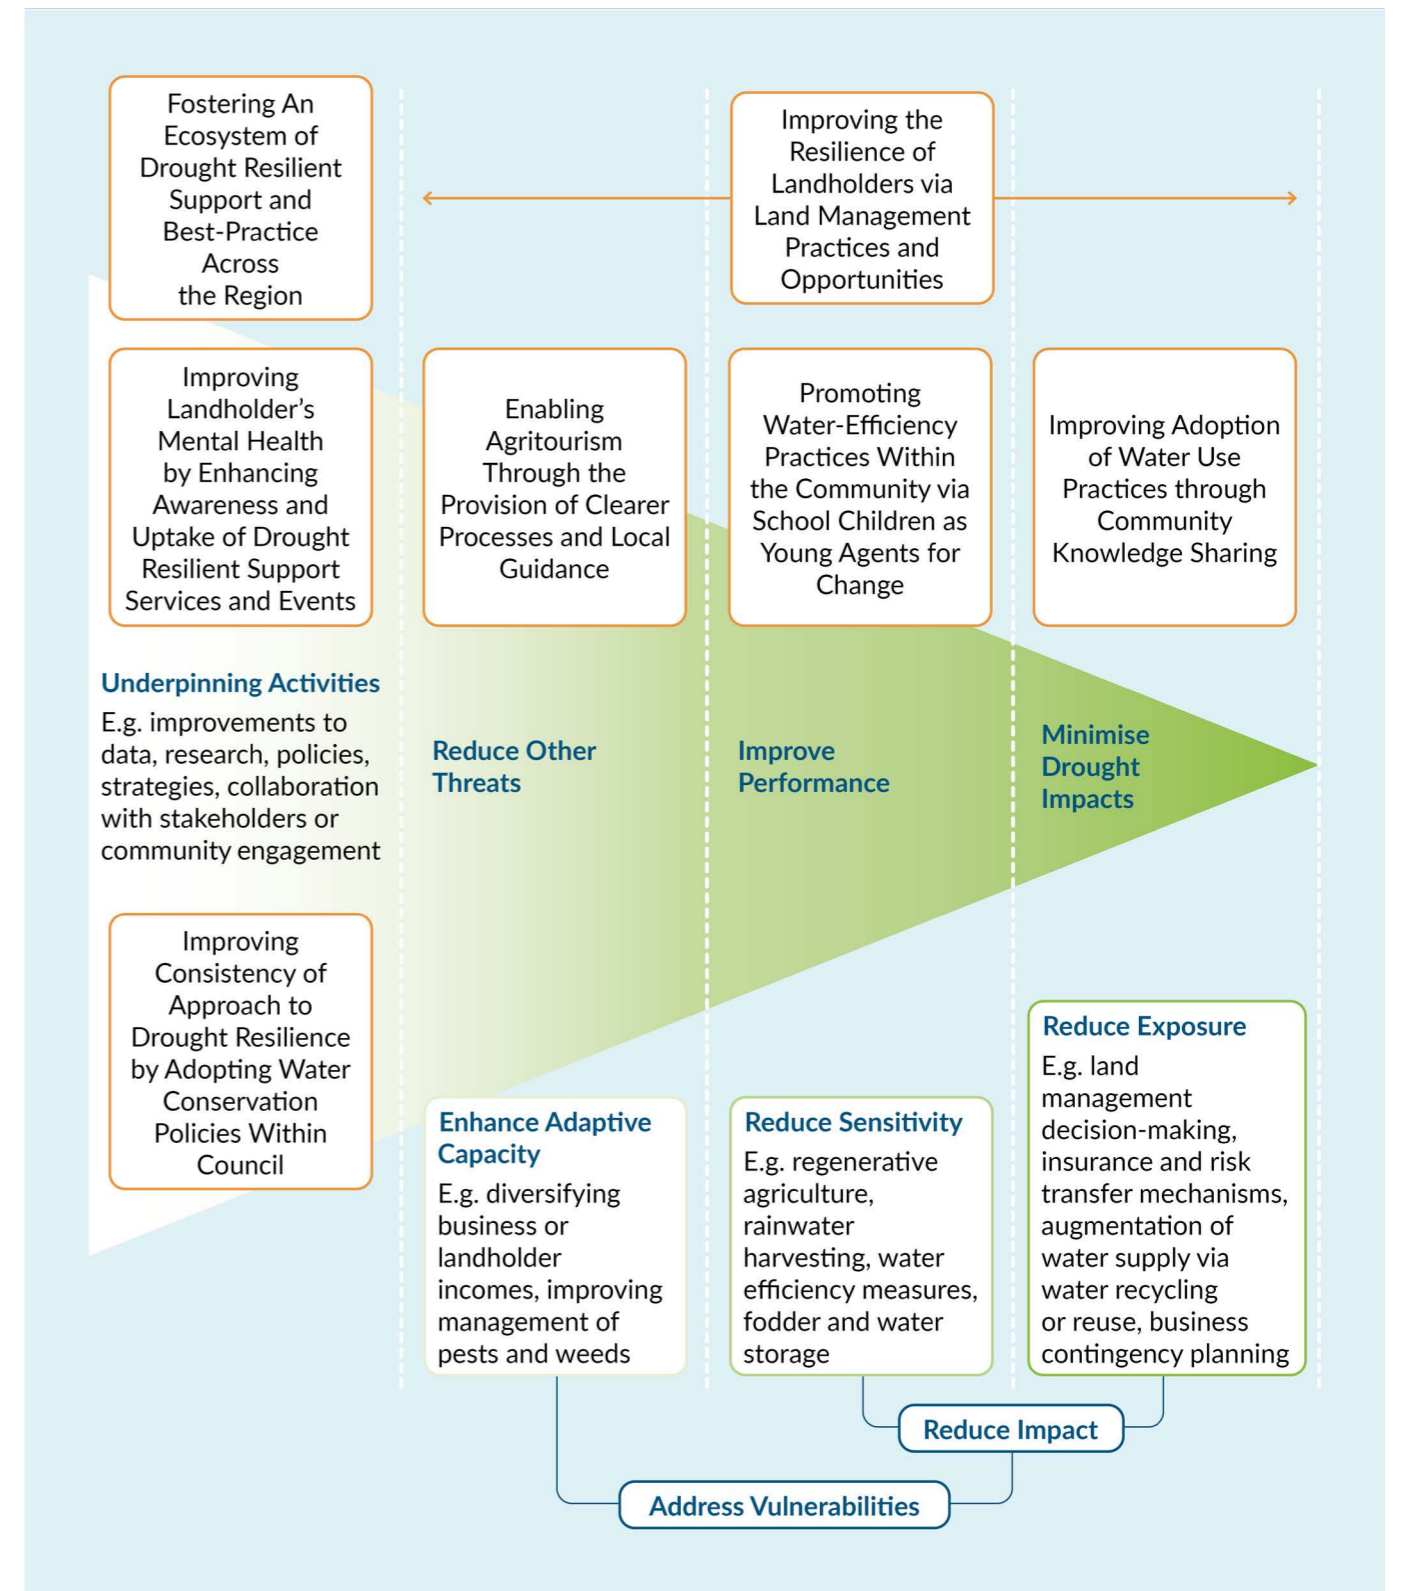 Fostering An
Ecosystem of
Drought Resilient
Support and
Best-Practice
Across
the Region
Improving the
Resilience of
Landholders via
Land Management
Practices and
Opportunities
Improving
Landholder’s
Mental Health
by Enhancing
Awareness and
Uptake of Drought
Resilient Support
Services and Events
Enabling
Agritourism
Through the
Provision of Clearer
Processes and Local
Guidance
Promoting
Water-Efficiency
Practices Within
the Community via
School Children as
Young Agents for
Change
Improving Adoption
of Water Use
Practices through
Community
Knowledge Sharing
Underpinning Activities
E.g. improvements to
data, research, policies,
strategies, collaboration
with stakeholders or
community engagement
Reduce Other
Threats
Improve
Performance
Minimise
Drought
Impacts
Improving
Consistency of
Approach to
Drought Resilience
by Adopting Water
Conservation
Policies Within
Council
Enhance Adaptive
Capacity
E.g. diversifying
business or
landholder
incomes, improving
management of
pests and weeds
Reduce Sensitivity
E.g. regenerative
agriculture,
rainwater
harvesting, water
efficiency measures,
fodder and water
storage
Reduce Exposure
E.g. land
management
decision-making,
insurance and risk
transfer mechanisms,
augmentation of
water supply via
water recycling
or reuse, business
contingency planning
Reduce Impact
Address Vulnerabilities